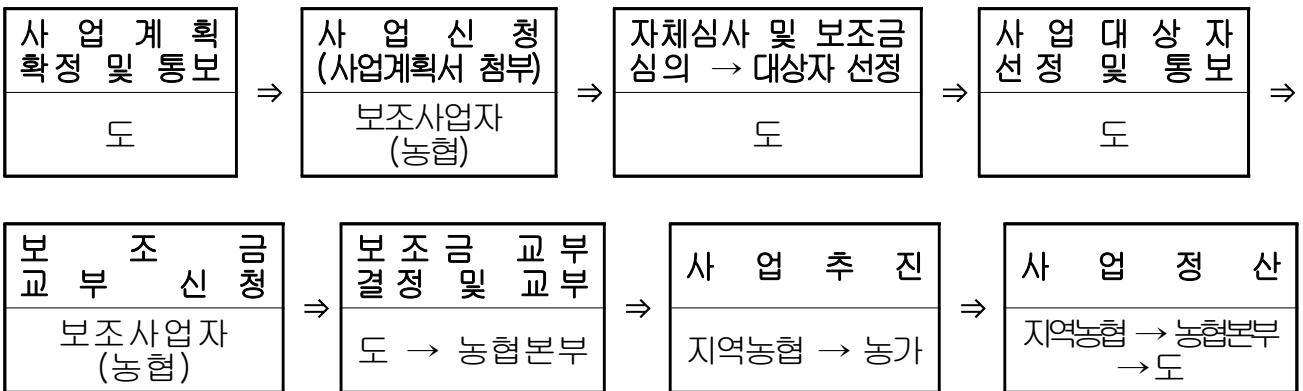 사 업 계 획
확정 및 통보
도
⇒
사 업 신 청
(사업계획서 첨부)
보조사업자
(농협)
⇒
자체심사 및 보조금
심의 → 대상자 선정
도
⇒
사 업 대 상 자
선 정 및 통 보
도
⇒
보 조 금
교 부 신 청
보조사업자
(농협)
⇒
보 조 금 교 부
결 정 및 교 부
도 → 농협본부
⇒
사 업 추 진
지역농협 → 농가
⇒
사 업 정 산
지역농협 → 농협본부
→ 도